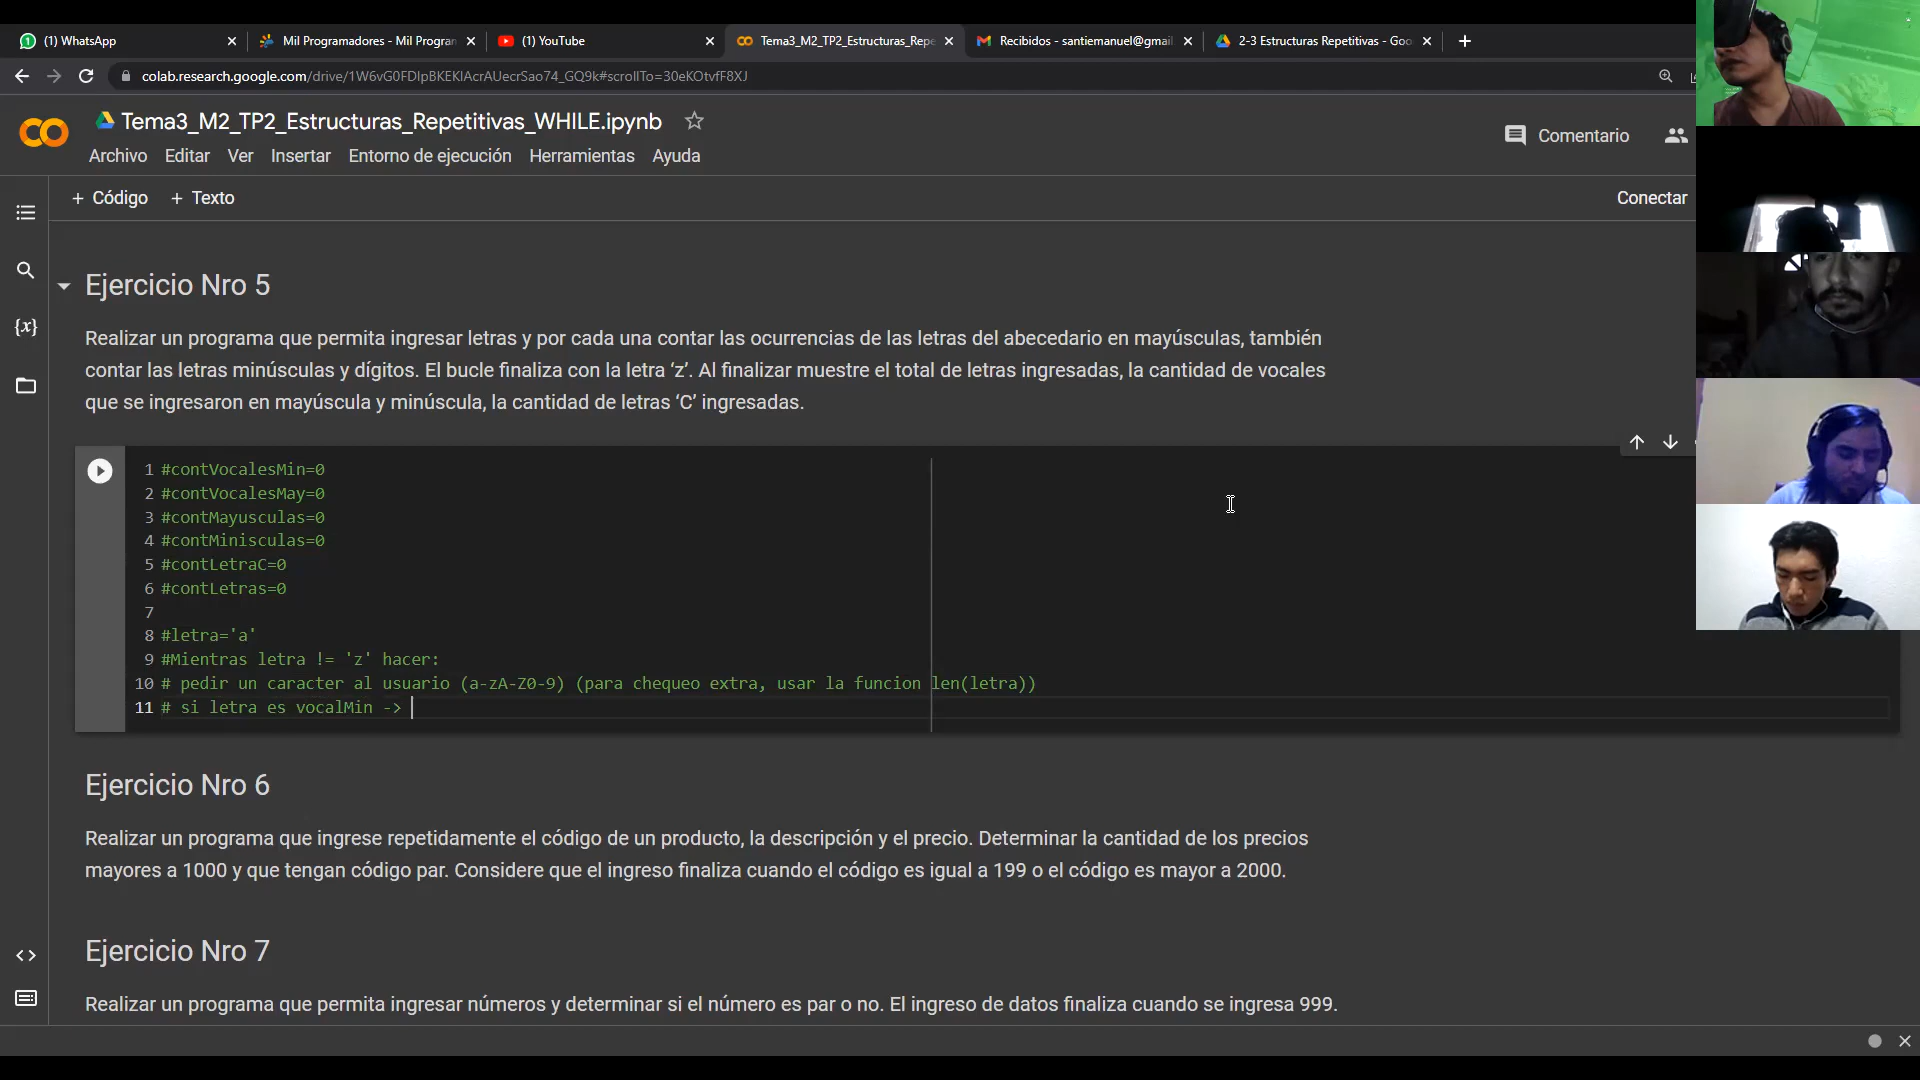 (1) WhatsApp
Mil Programadores - Mil Progran
(1) YouTube
Tema3_M2_TP2_Estructuras_Repe
Recibidos - santiemanuel@gmai
2-3 Estructuras Repetitivas - Goo
colab.research.google.com/drive/1W6vG0FDIpBKEKIAcrAUecrSao74_GQ9k#scrollTo=30eKOtvfF8XJ
Tema3_M2_TP2_Estructuras_Repetitivas_WHILE.ipynb
Comentario
Archivo Editar Ver Insertar Entorno de ejecución Herramientas Ayuda
+ Código + Texto
Conectar
Ejercicio Nro 5
Realizar un programa que permita ingresar letras y por cada una contar las ocurrencias de las letras del abecedario en mayúsculas, también
contar las letras minúsculas y dígitos. El bucle finaliza con la letra ‘z’. Al finalizar muestre el total de letras ingresadas, la cantidad de vocales
que se ingresaron en mayúscula y minúscula, la cantidad de letras ‘C’ ingresadas.
1 #contVocalesMin=0
2 #contVocalesMay=0
3 #contMayusculas=0
4 #contMinisculas=0
5 #contLetraC=0
6 #contLetras=0
7
8 #letra='a'
9 #Mientras letra != 'z' hacer:
10 # pedir un caracter al usuario (a-zA-Z0-9) (para chequeo extra, usar la funcion len(letra))
11 # si letra es vocalMin ->
Ejercicio Nro 6
Realizar un programa que ingrese repetidamente el código de un producto, la descripción y el precio. Determinar la cantidad de los precios
mayores a 1000 y que tengan código par. Considere que el ingreso finaliza cuando el código es igual a 199 o el código es mayor a 2000.
Ejercicio Nro 7
Realizar un programa que permita ingresar números y determinar si el número es par o no. El ingreso de datos finaliza cuando se ingresa 999.